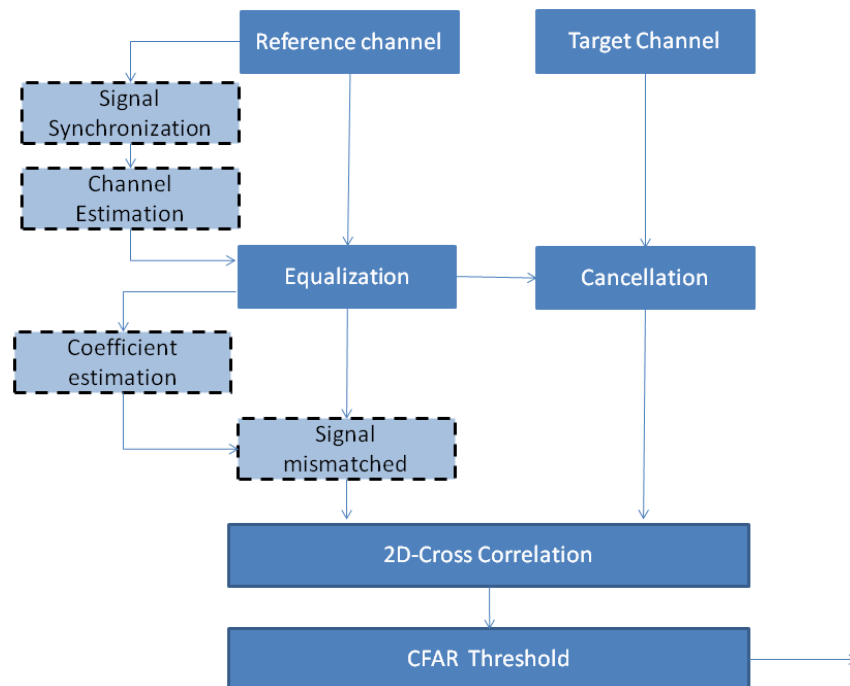 Reference channel
Target Channel
Signal
Synchronization
Channel
Estimation
Equalization
Cancellation
Coefficient
estimation
Signal
mismatched
2D-Cross Correlation
CFAR Threshold